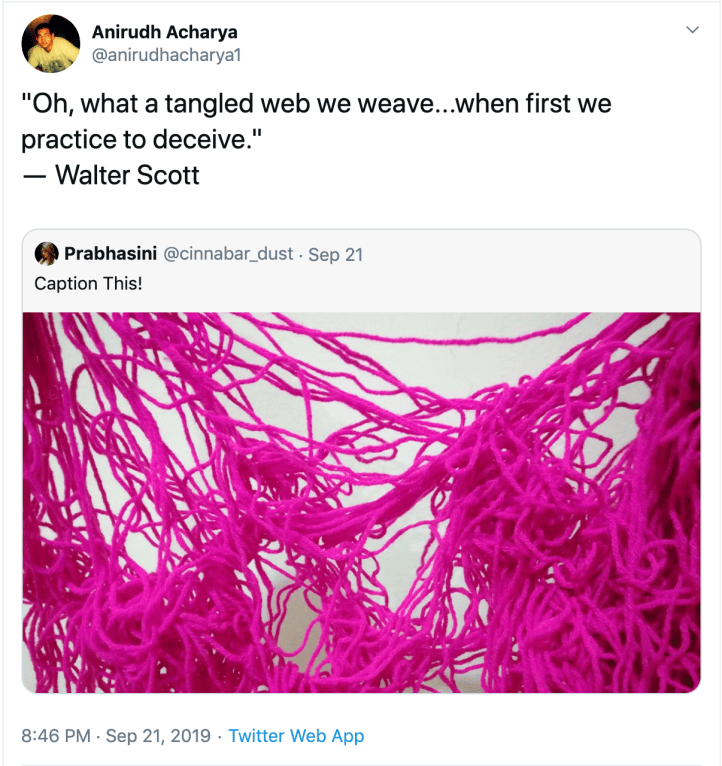 Anirudh Acharya
@anirudhacharya1
"Oh, what a tangled web we weave...when first we
practice to deceive."
— Walter Scott
Prabhasini @cinnabar_dust · Sep 21
Caption This!
8:46 PM · Sep 21, 2019 · Twitter Web App